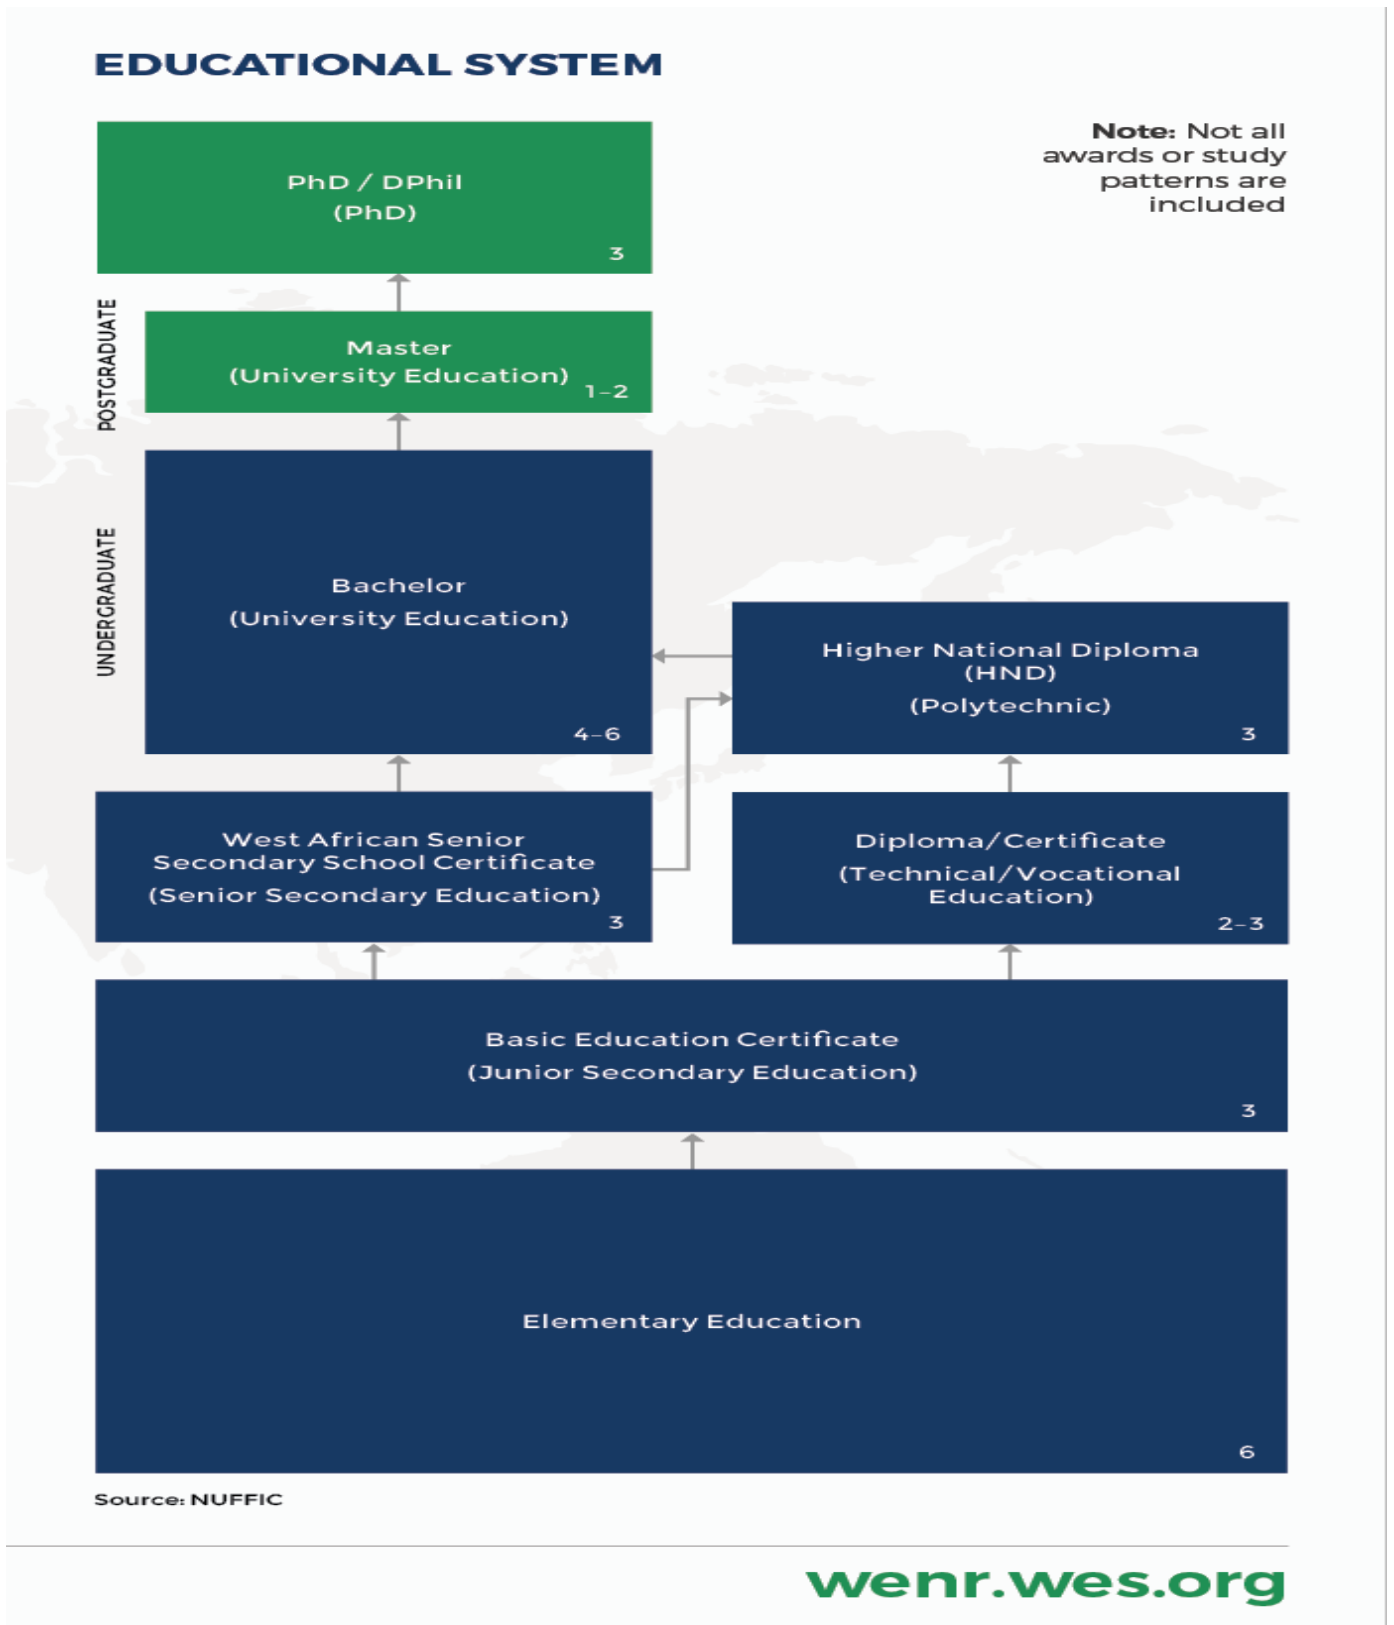 EDUCATIONAL SYSTEM
Note: Not all
awards or study
patterns are
included
PhD / DPhil
(PhD)
3
POSTGRADUATE
Master
(University Education)
1–2
UNDERGRADUATE
Bachelor
(University Education)
4–6
Higher National Diploma
(HND)
(Polytechnic)
3
West African Senior
Secondary School Certificate
(Senior Secondary Education)
3
Diploma/Certificate
(Technical/Vocational
Education)
2–3
Basic Education Certificate
(Junior Secondary Education)
3
Elementary Education
6
Source: NUFFIC
wenr.wes.org